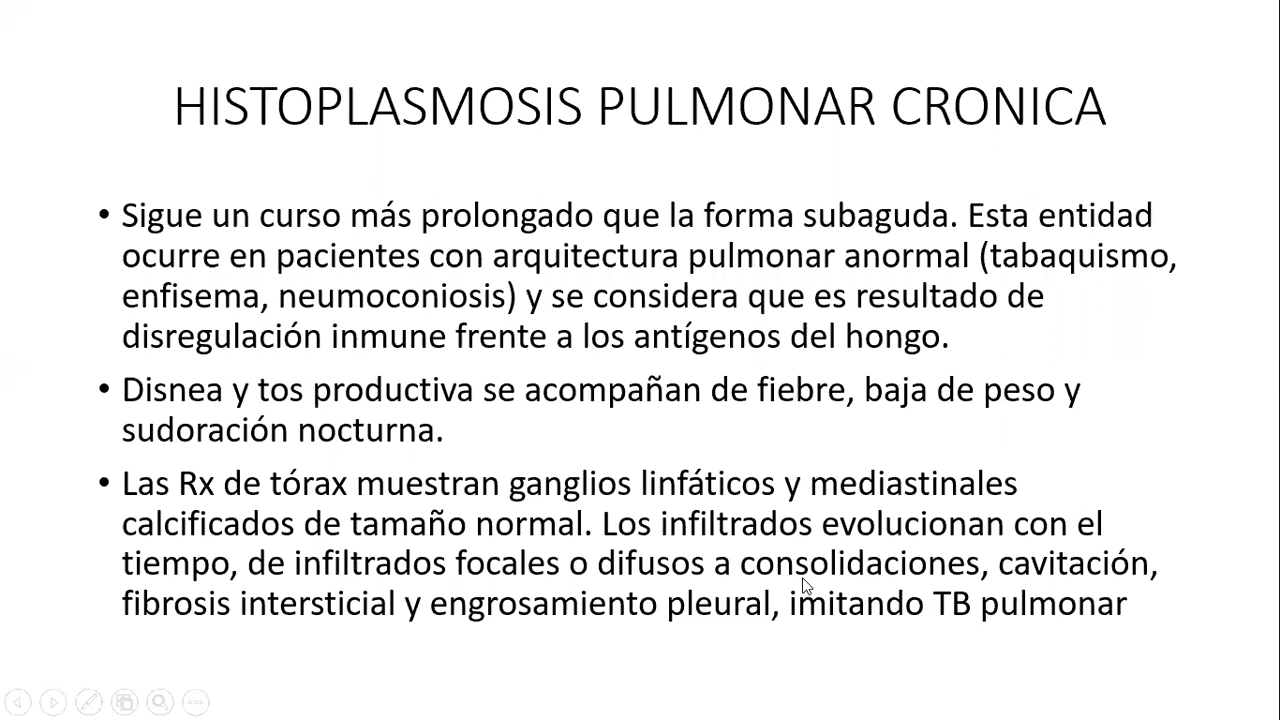 HISTOPLASMOSIS PULMONAR CRONICA
• Sigue un curso más prolongado que la forma subaguda. Esta entidad
ocurre en pacientes con arquitectura pulmonar anormal (tabaquismo,
enfisema, neumoconiosis) y se considera que es resultado de
disregulación inmune frente a los antígenos del hongo.
• Disnea y tos productiva se acompañan de fiebre, baja de peso y
sudoración nocturna.
• Las Rx de tórax muestran ganglios linfáticos y mediastinales
calcificados de tamaño normal. Los infiltrados evolucionan con el
tiempo, de infiltrados focales o difusos a consolidaciones, cavitación,
fibrosis intersticial y engrosamiento pleural, imitando TB pulmonar